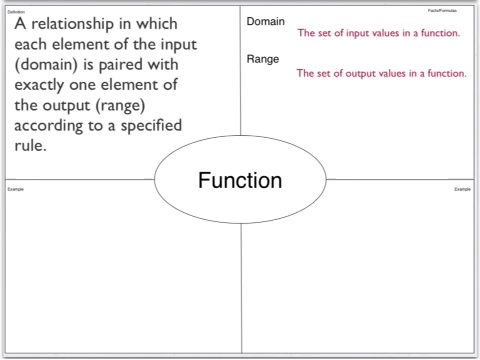 Definition
A relationship in which
each element of the input
(domain) is paired with
exactly one element of
the output (range)
according to a specified
rule.
Facts/Formulas
Domain
The set of input values in a function.
Range
The set of output values in a function.
Function
Example
Example